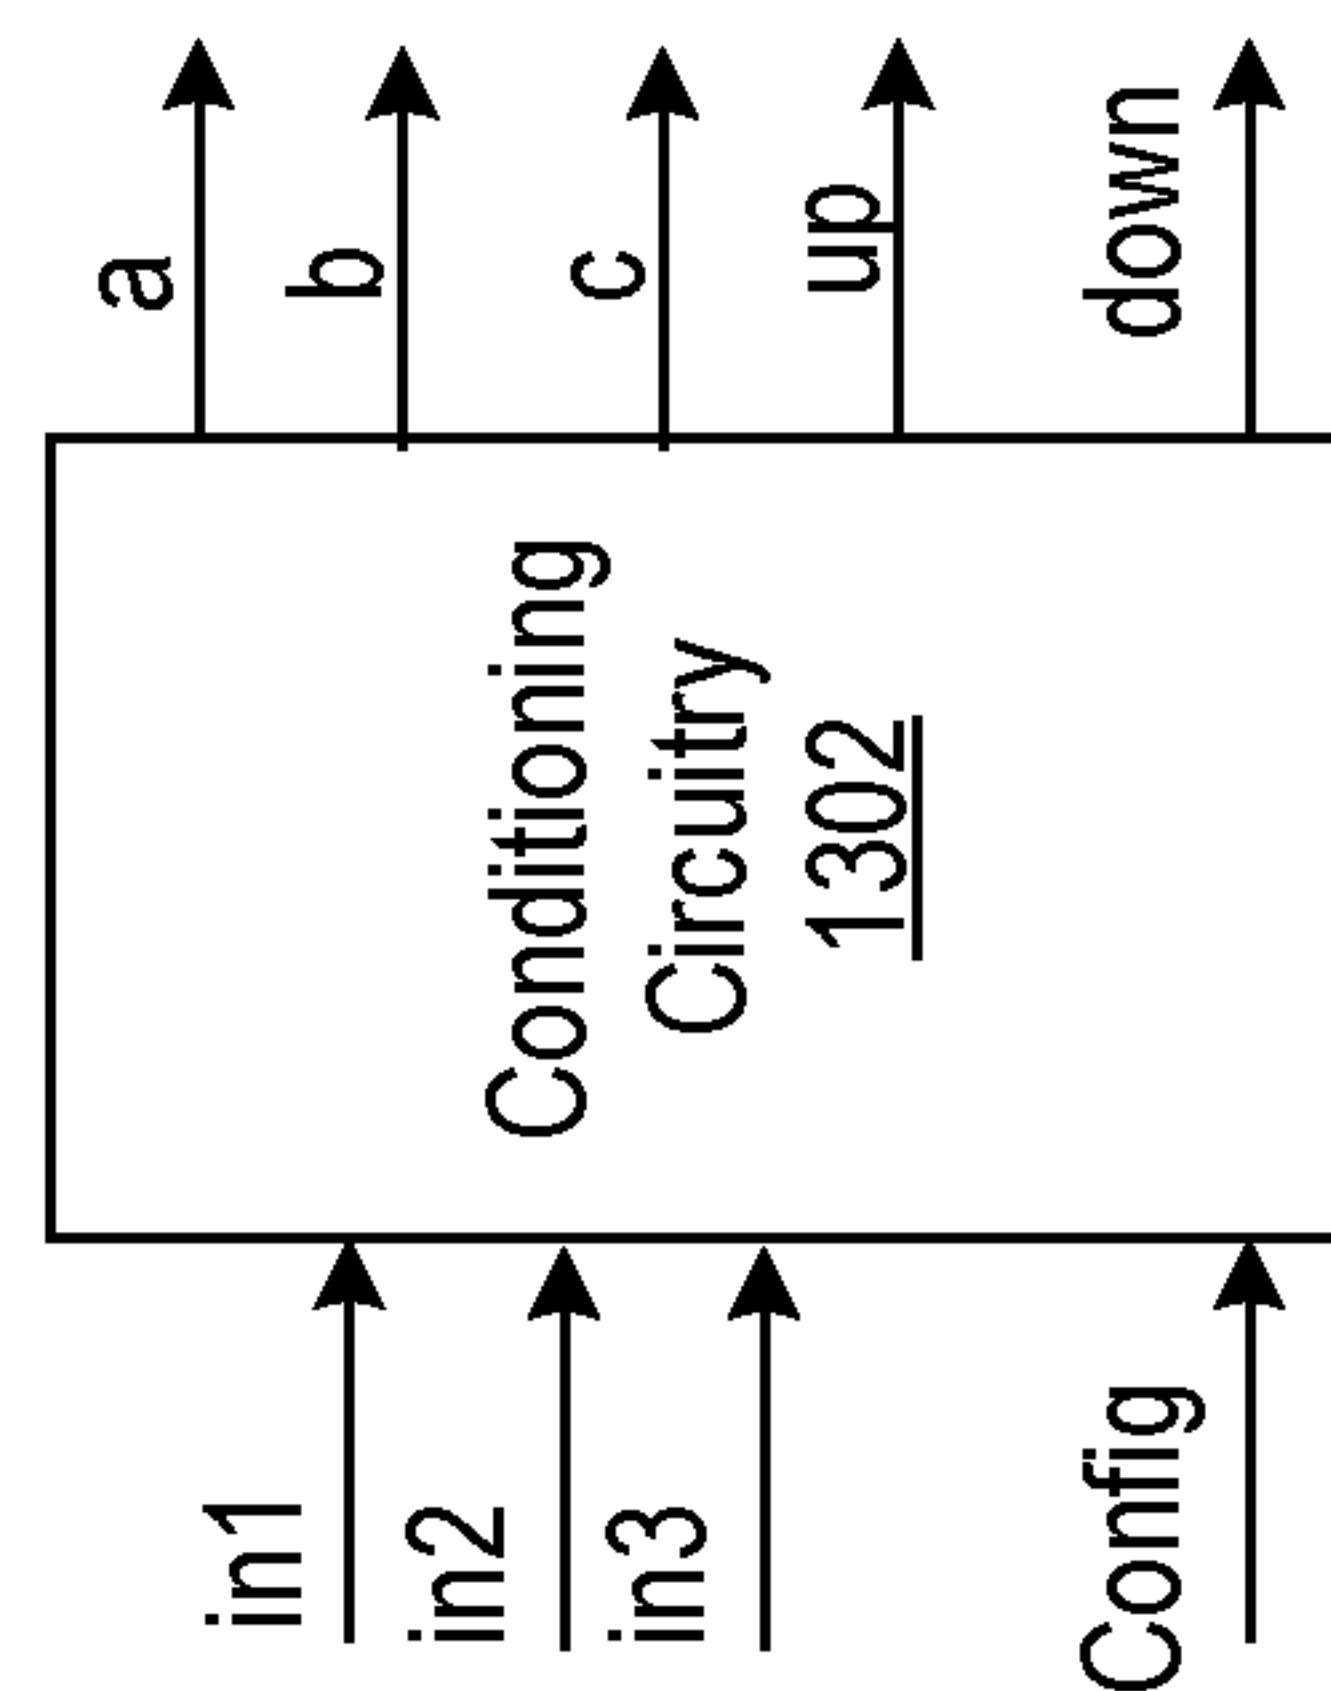 in1
in2
in3
Config
Conditioning
Circuitry
1302
a
b
c
up
down